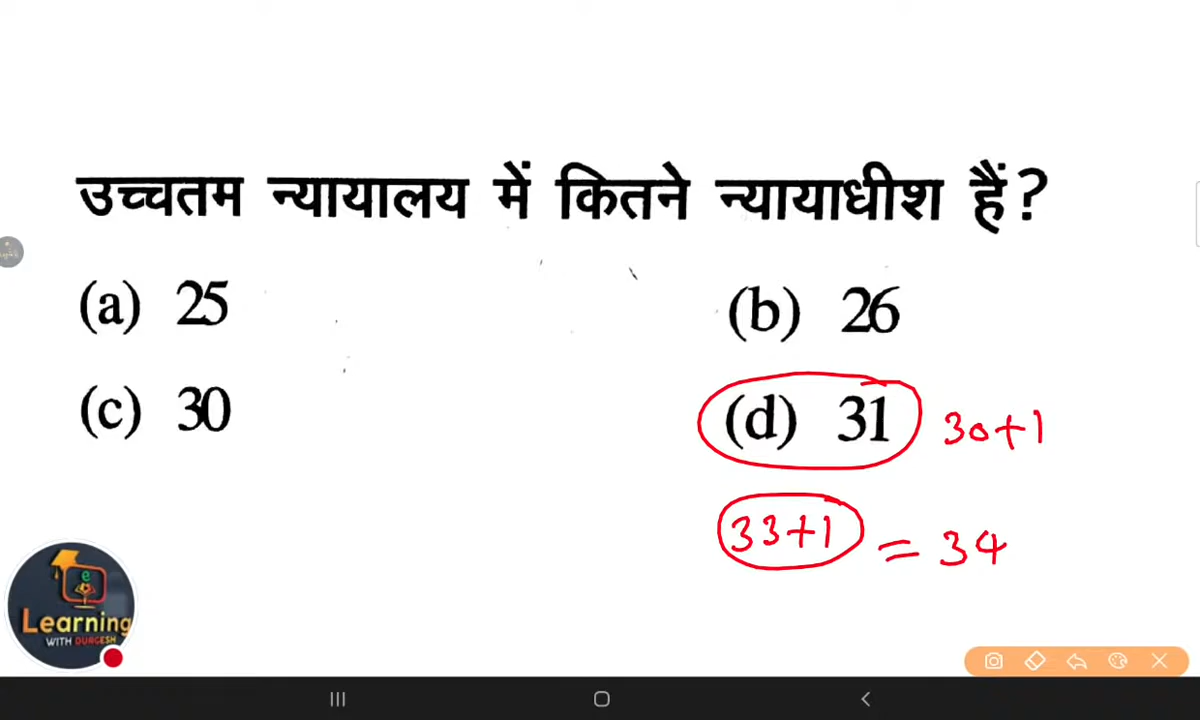 उच्चतम न्यायालय में कितने न्यायाधीश हैं?
(a) 25 (b) 26
(c) 30 (d) 31 30+1
33+1 = 34
e
Learning
WITH DURGESH